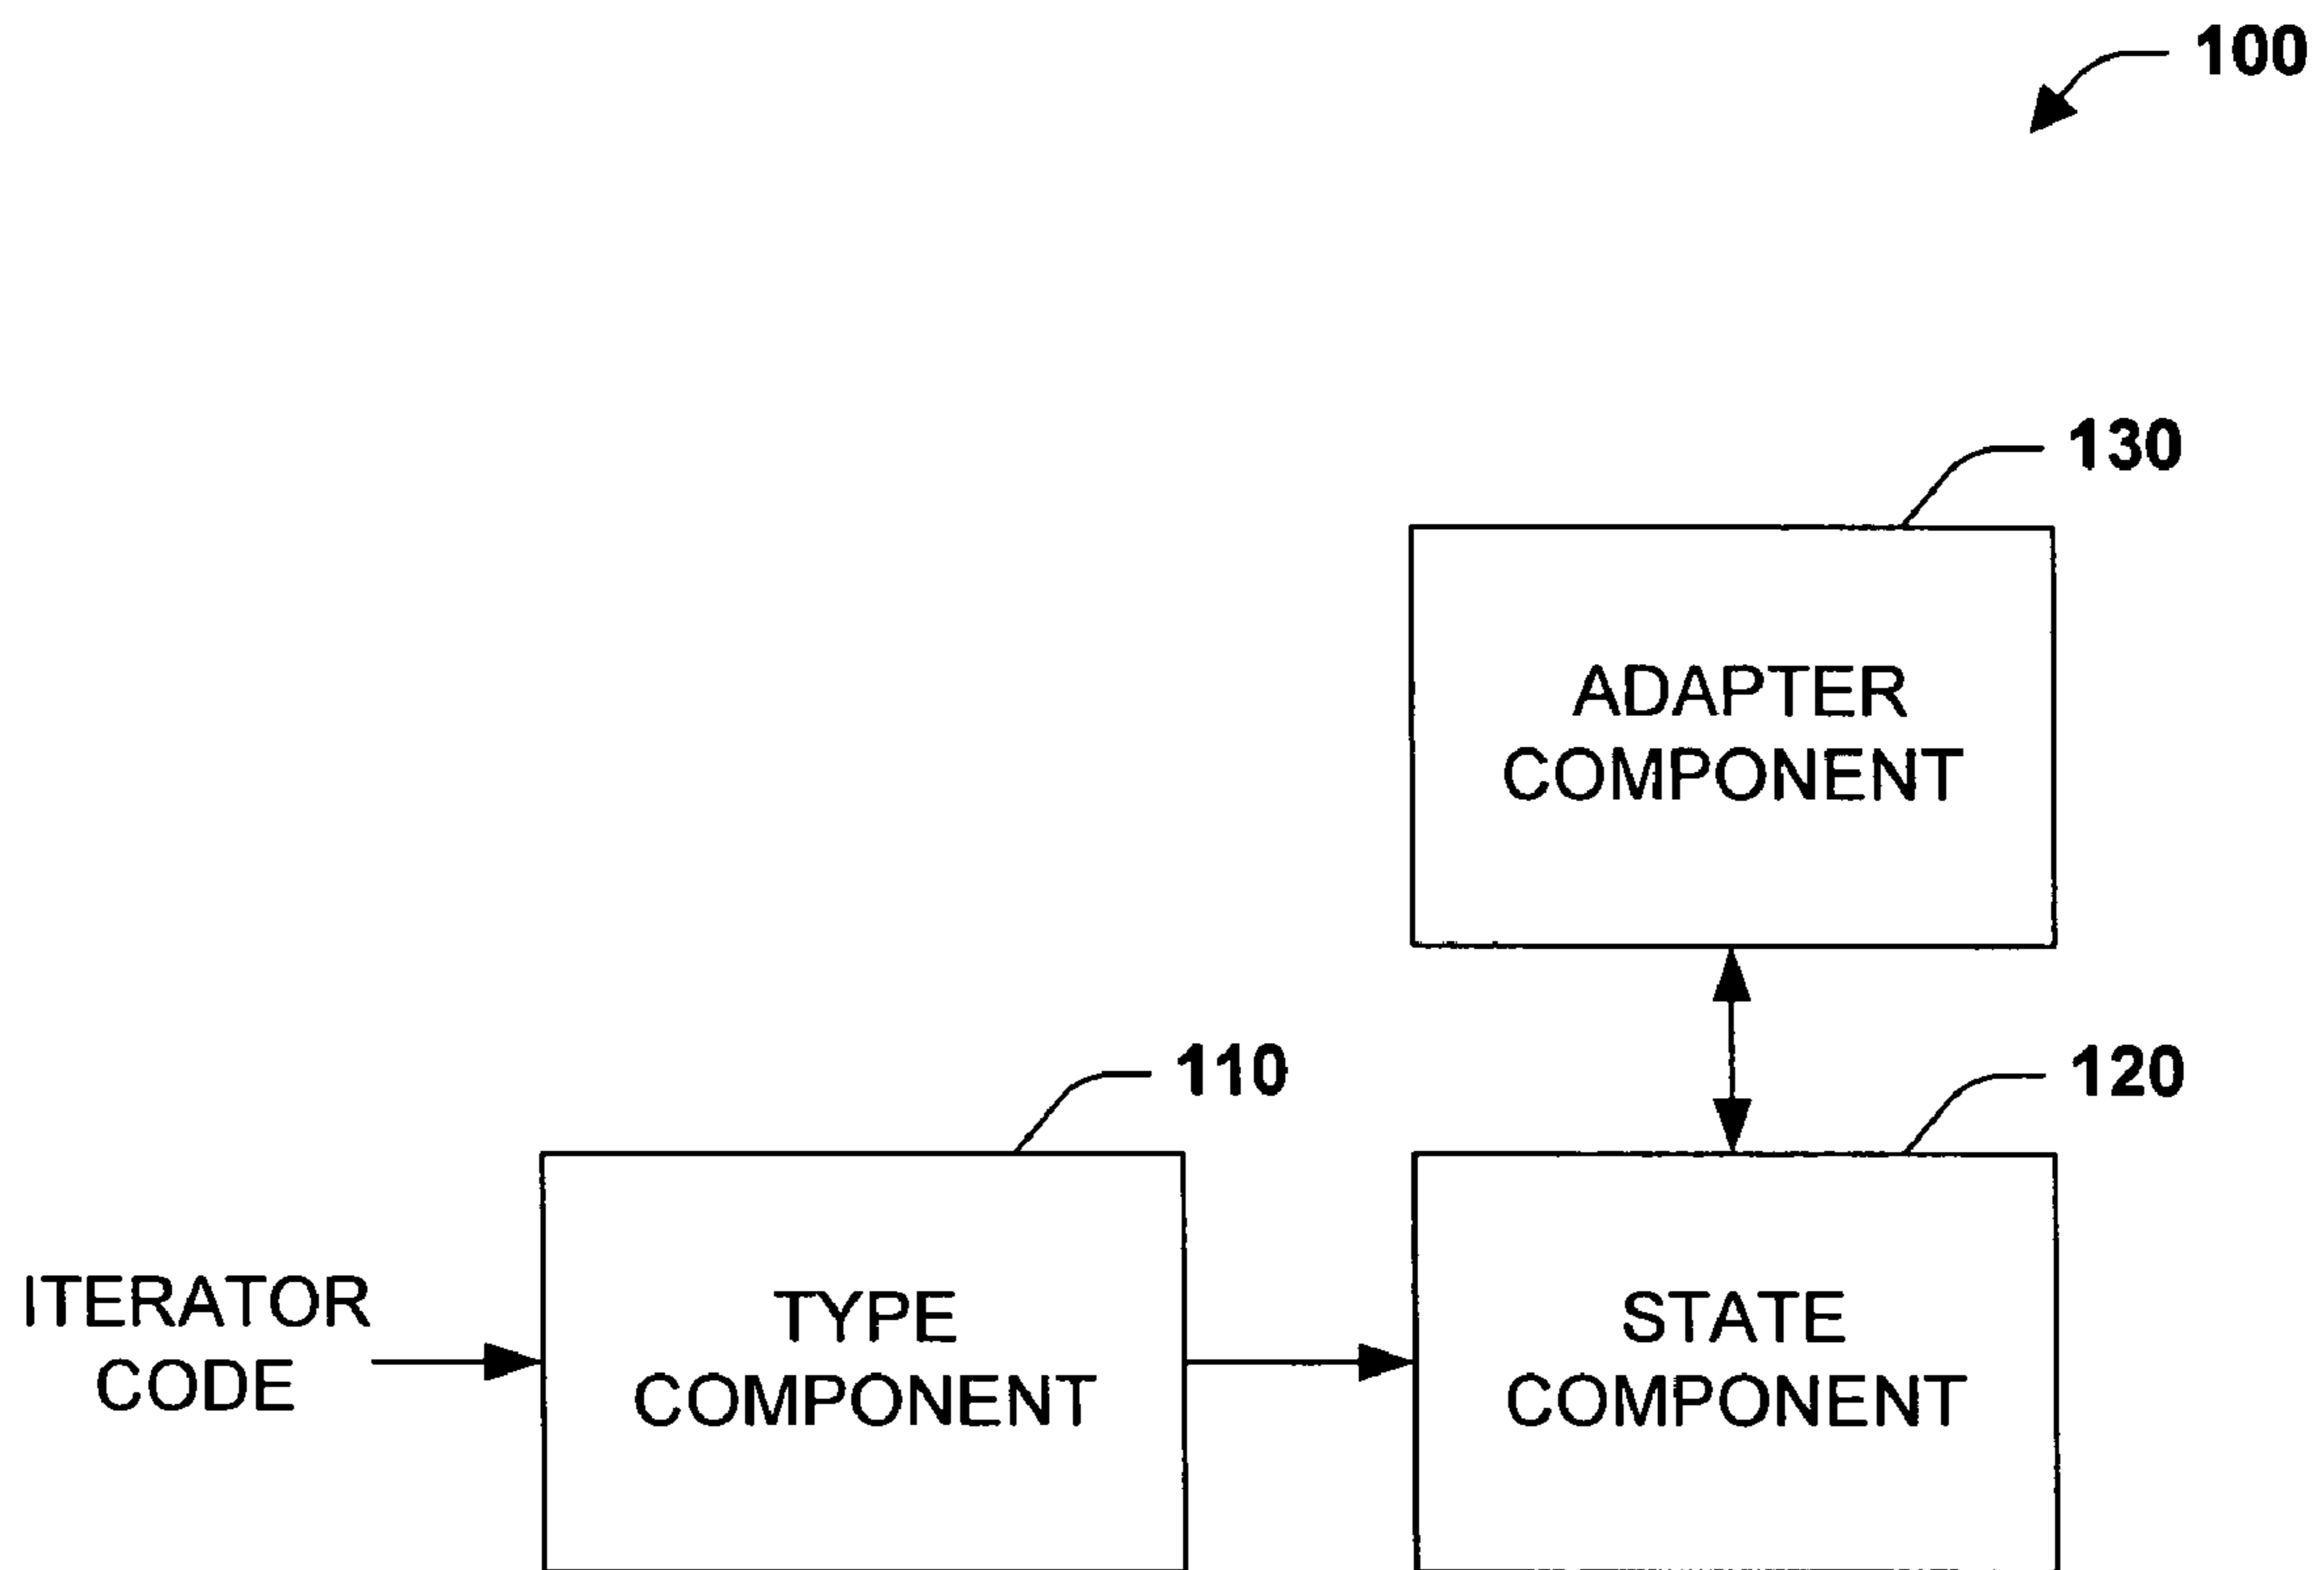 100
130
ADAPTER
COMPONENT
110
120
ITERATOR
CODE
TYPE
COMPONENT
STATE
COMPONENT